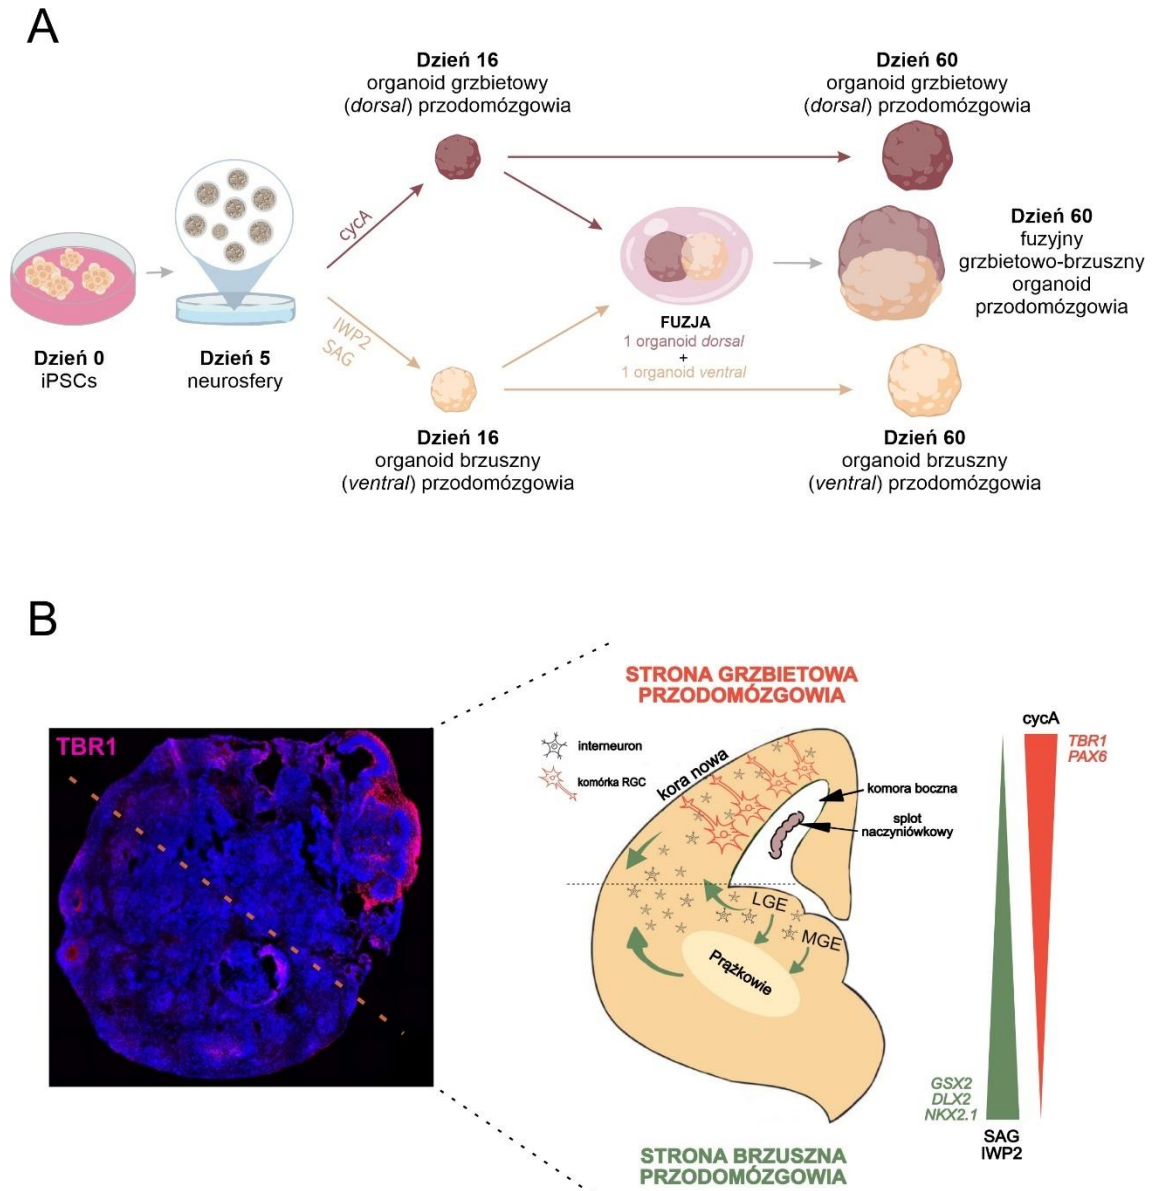 A
Dzień 16
organoid grzbietowy
(dorsal) przodomózgowia
Dzień 60
organoid grzbietowy
(dorsal) przodomózgowia
cycA
IWP2
SAG
Dzień 0
iPSCs
Dzień 5
neurosfery
FUZJA
1 organoid dorsal
+
1 organoid ventral
Dzień 60
fuzyjny
grzbietowo-brzuszny
organoid
przodomózgowia
Dzień 16
organoid brzuszny
(ventral) przodomózgowia
Dzień 60
organoid brzuszny
(ventral) przodomózgowia
B
TBR1
STRONA GRZBIETOWA
PRZODOMÓZGOWIA
interneuron
komórka RGC
kora nowa
komora boczna
splot
naczyniówkowy
LGE
MGE
Prążkowie
cycA
TBR1
PAX6
GSX2
DLX2
NKX2.1
SAG
IWP2
STRONA BRZUSZNA
PRZODOMÓZGOWIA